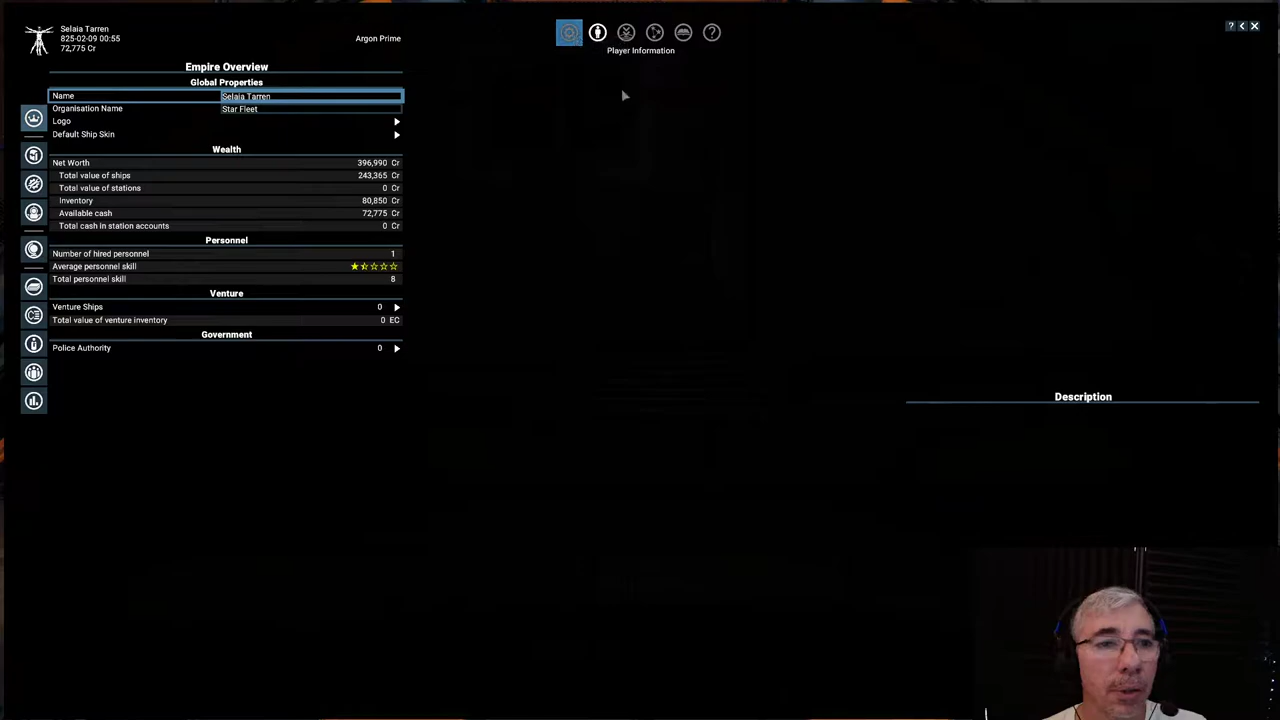 Selaia Tarren
825-02-09 00:55
72,775 Cr
Argon Prime
Player Information
?
Empire Overview
Global Properties
Name Selaia Tarren
Organisation Name Star Fleet
Logo
Default Ship Skin
Wealth
Net Worth 396,990 Cr
Total value of ships 243,365 Cr
Total value of stations 0 Cr
Inventory 80,850 Cr
Available cash 72,775 Cr
Total cash in station accounts 0 Cr
Personnel
Number of hired personnel 1
Average personnel skill
Total personnel skill 8
Venture
Venture Ships 0
Total value of venture inventory 0 EC
Government
Police Authority 0
Description